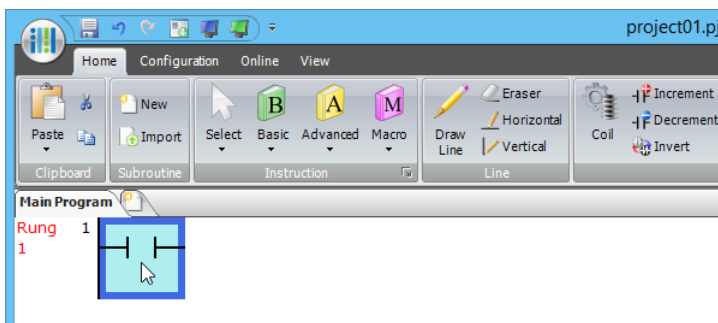 project01.pj
Home Configuration Online View
Paste
New
Import
Select Basic Advanced Macro
B A M
Draw Line
Eraser
Horizontal
Vertical
Coil
Increment
Decrement
Invert
Clipboard Subroutine Instruction Line
Main Program
Rung 1
1